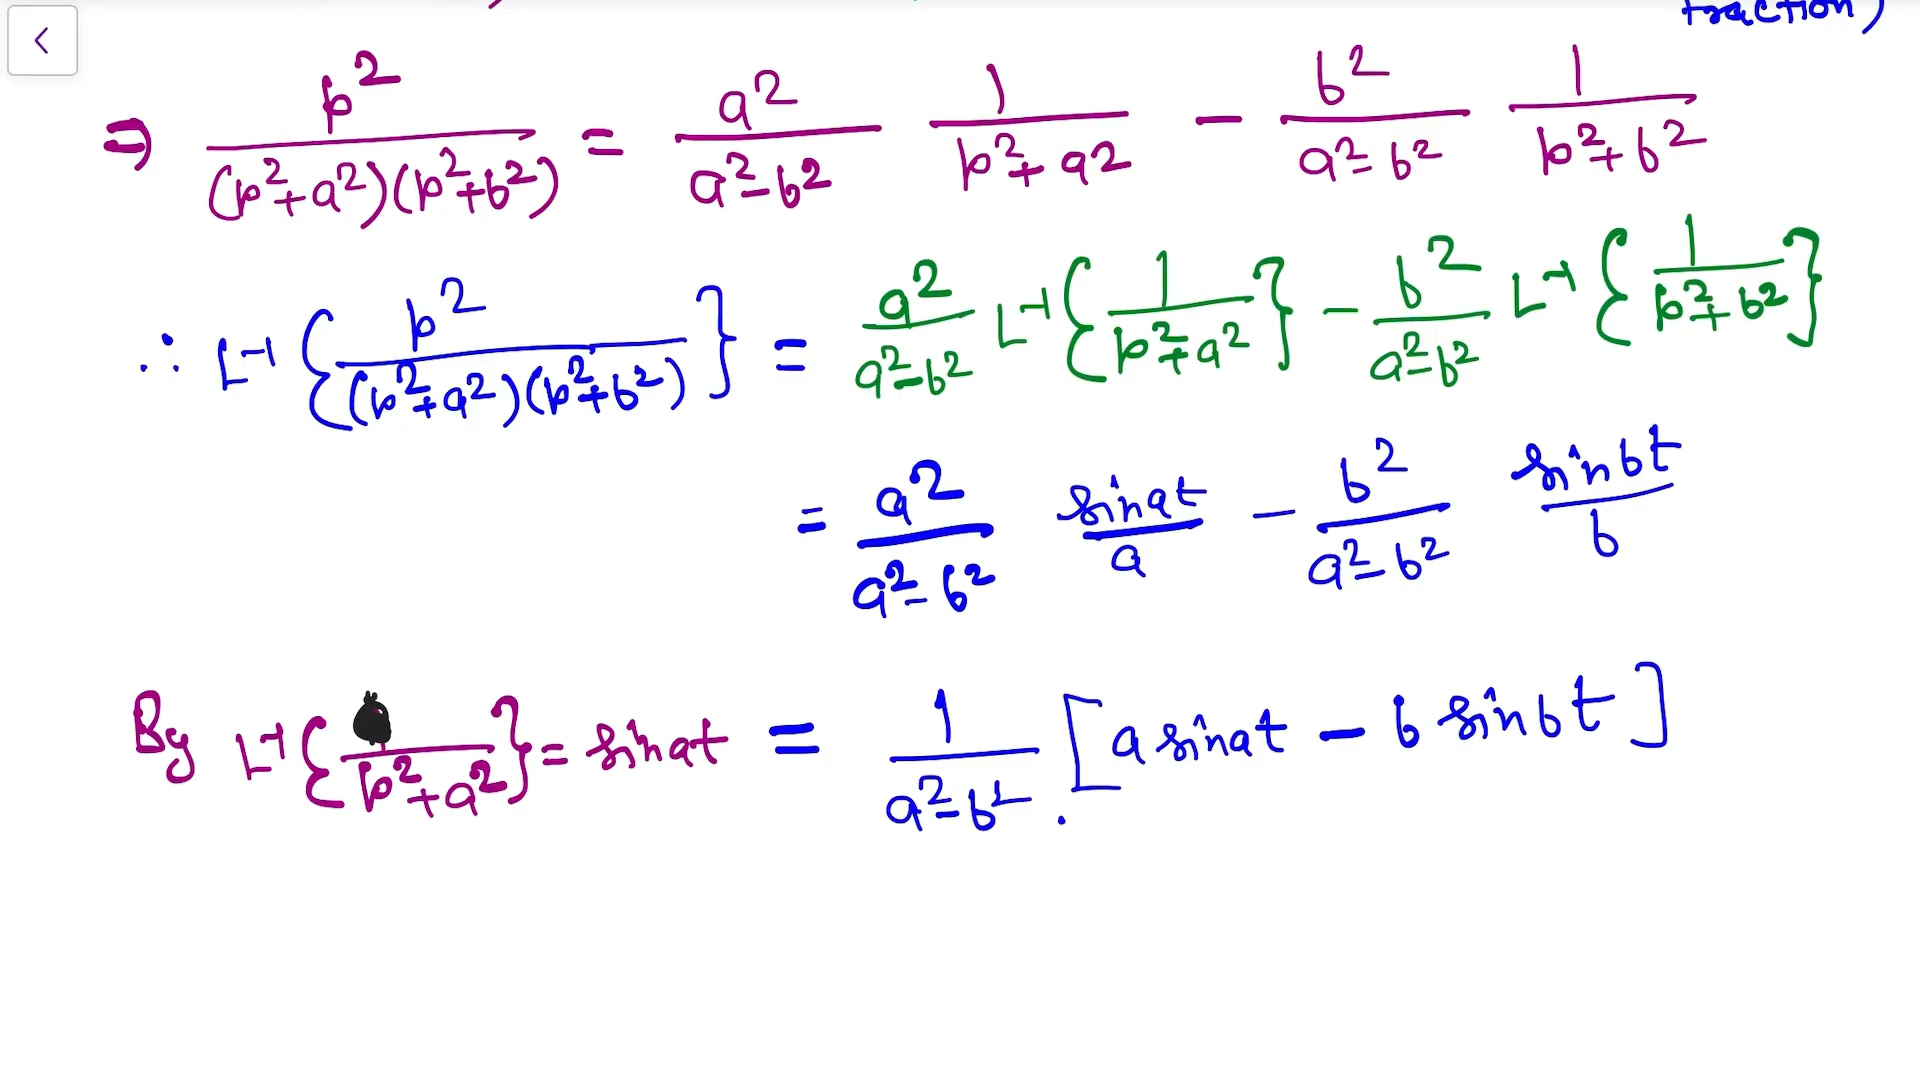 fraction)
⇒ p²/((p²+a²)(p²+b²)) = a²/(a²-b²) 1/(p²+a²) - b²/(a²-b²) 1/(p²+b²)
∴ L⁻¹{p²/((p²+a²)(p²+b²))} = a²/(a²-b²) L⁻¹{1/(p²+a²)} - b²/(a²-b²) L⁻¹{1/(p²+b²)}
= a²/(a²-b²) sinat/a - b²/(a²-b²) sinbt/b
By L⁻¹{/(p²+a²)} = sinat = 1/(a²-b²) . [a sinat - b sinbt]